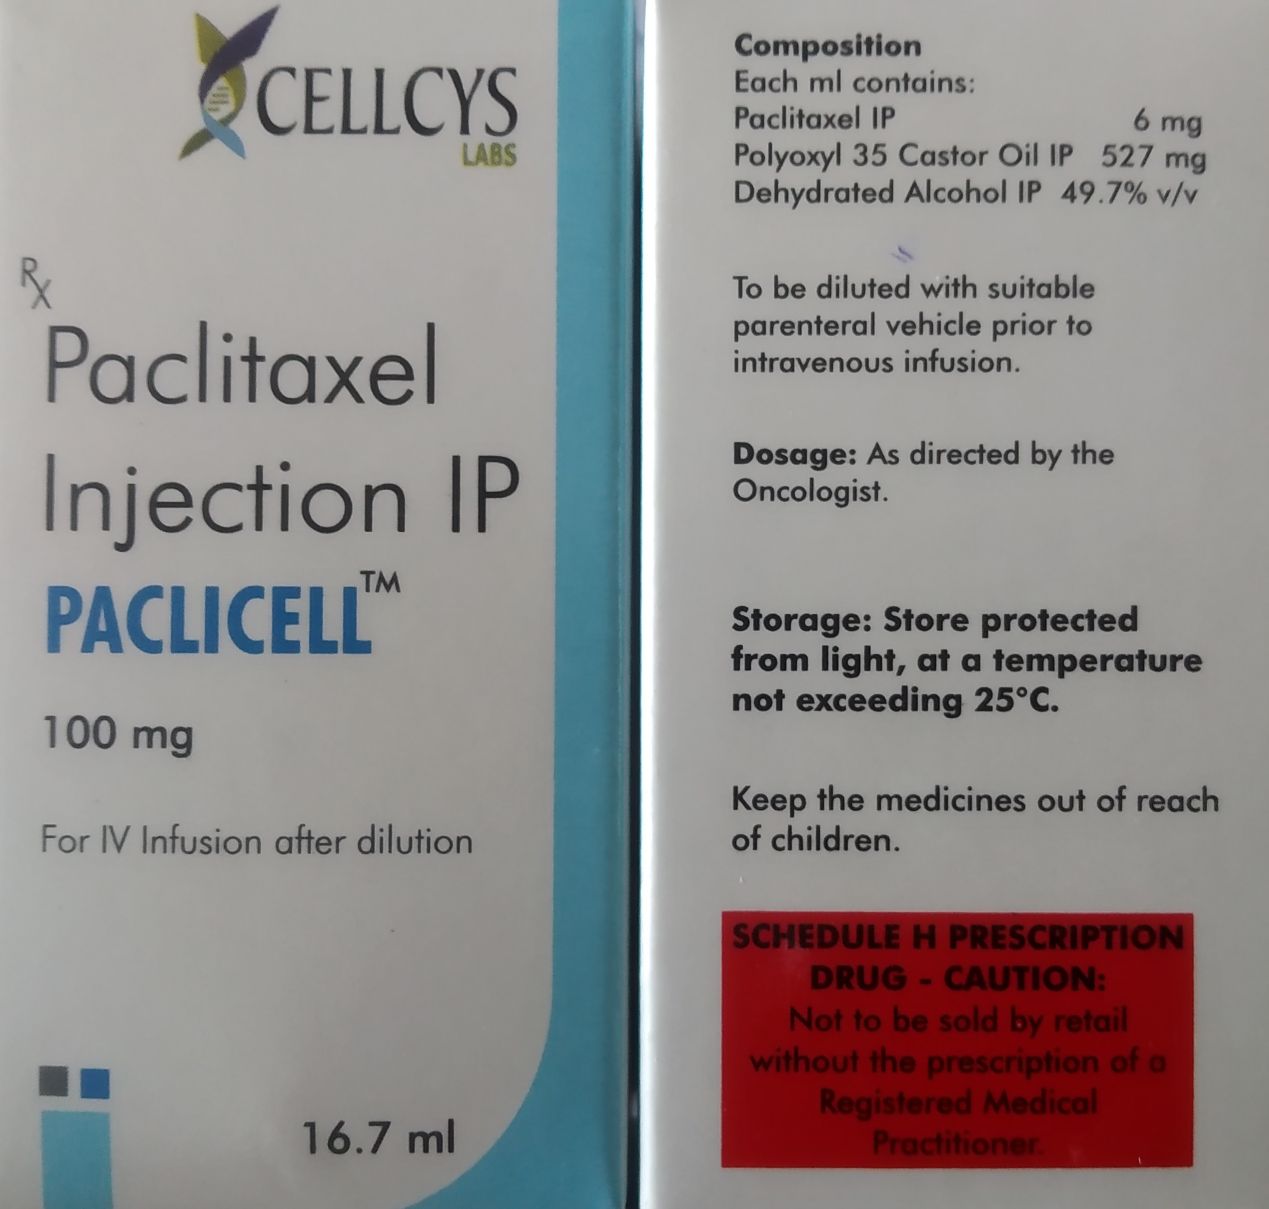 CELLCYS
LABS
Rx
Paclitaxel
Injection IP
PACLICELL™
100 mg
For IV Infusion after dilution
16.7 ml
Composition
Each ml contains:
Paclitaxel IP 6 mg
Polyoxyl 35 Castor Oil IP 527 mg
Dehydrated Alcohol IP 49.7% v/v
To be diluted with suitable
parenteral vehicle prior to
intravenous infusion.
Dosage: As directed by the
Oncologist.
Storage: Store protected
from light, at a temperature
not exceeding 25°C.
Keep the medicines out of reach
of children.
SCHEDULE H PRESCRIPTION
DRUG - CAUTION:
Not to be sold by retail
without the prescription of a
Registered Medical
Practitioner.